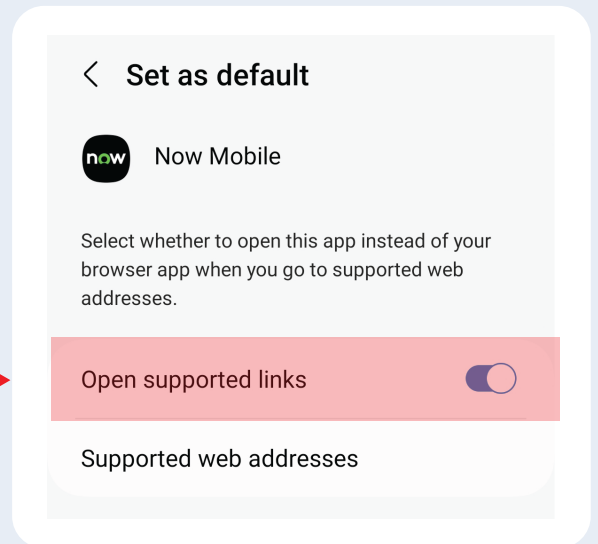 Set as default
now
Now Mobile
Select whether to open this app instead of your
browser app when you go to supported web
addresses.
Open supported links
Supported web addresses